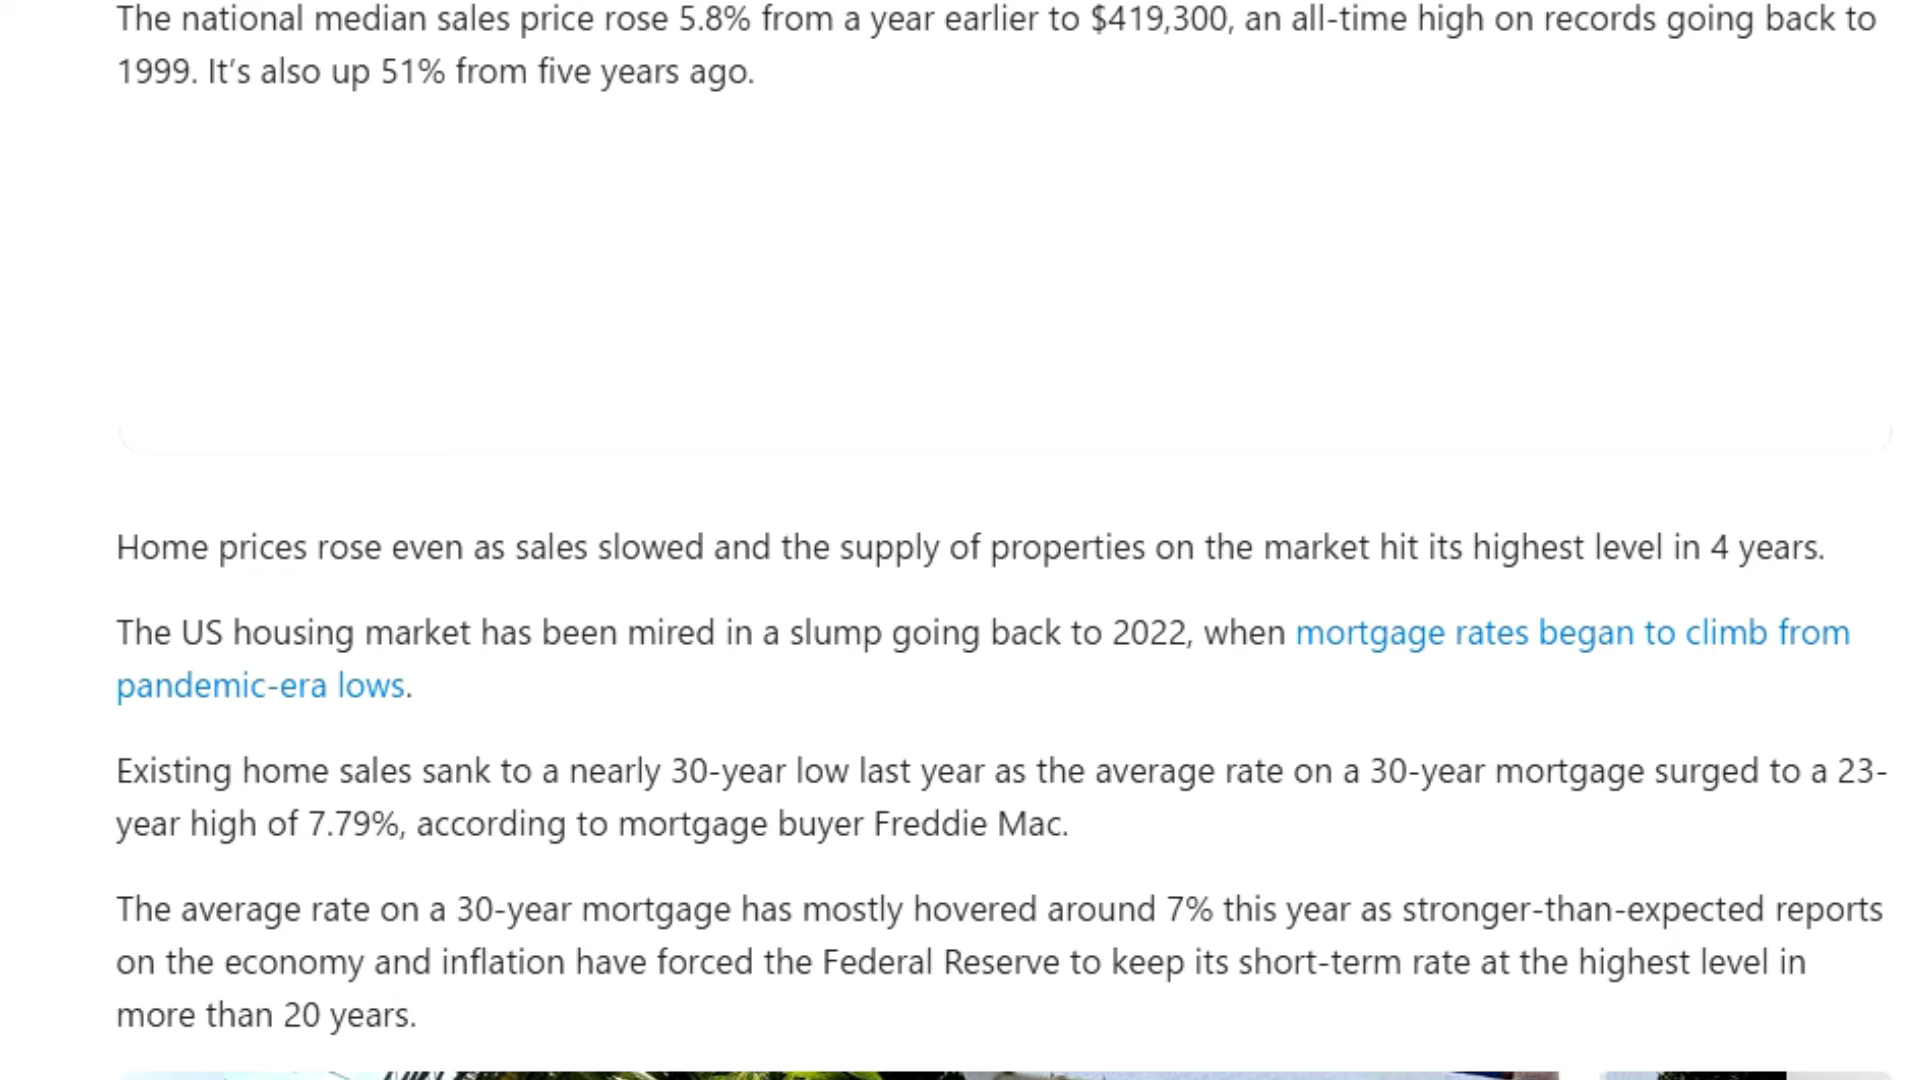 The national median sales price rose 5.8% from a year earlier to $419,300, an all-time high on records going back to
1999. It’s also up 51% from five years ago.
Home prices rose even as sales slowed and the supply of properties on the market hit its highest level in 4 years.
The US housing market has been mired in a slump going back to 2022, when mortgage rates began to climb from
pandemic-era lows.
Existing home sales sank to a nearly 30-year low last year as the average rate on a 30-year mortgage surged to a 23-
year high of 7.79%, according to mortgage buyer Freddie Mac.
The average rate on a 30-year mortgage has mostly hovered around 7% this year as stronger-than-expected reports
on the economy and inflation have forced the Federal Reserve to keep its short-term rate at the highest level in
more than 20 years.